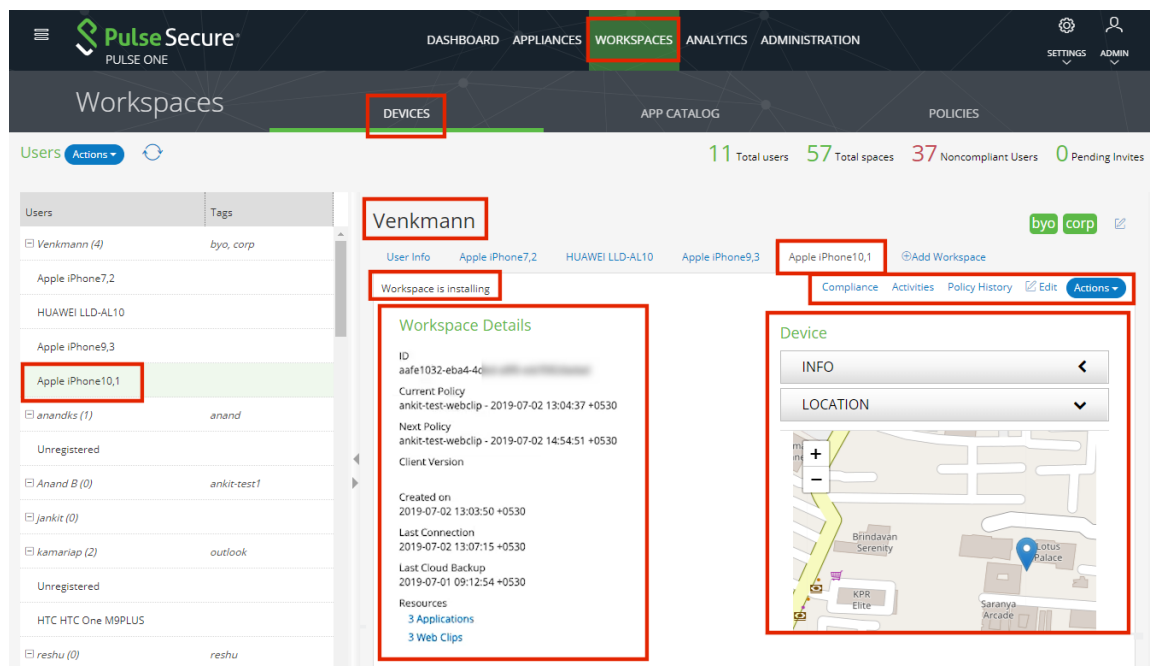 Pulse Secure
PULSE ONE
DASHBOARD APPLIANCES WORKSPACES ANALYTICS ADMINISTRATION
SETTINGS ADMIN
Workspaces
DEVICES APP CATALOG POLICIES
Users Actions
11 Total users 57 Total spaces 37 Noncompliant Users 0 Pending Invites
Users Tags
Venkmann (4) byo, corp
Apple iPhone7,2
HUAWEI LLD-AL10
Apple iPhone9,3
Apple iPhone10,1
anandks (1) anand
Unregistered
Anand B (0) ankit-test1
jankit (0)
kamariap (2) outlook
Unregistered
HTC HTC One M9PLUS
reshu (0) reshu
Venkmann
byo corp
User Info Apple iPhone7,2 HUAWEI LLD-AL10 Apple iPhone9,3 Apple iPhone10,1 Add Workspace
Workspace is installing
Compliance Activities Policy History Edit Actions
Workspace Details
ID
aafe1032-eba4-4c
Current Policy
ankit-test-webclip - 2019-07-02 13:04:37 +0530
Next Policy
ankit-test-webclip - 2019-07-02 14:54:51 +0530
Client Version
Created on
2019-07-02 13:03:50 +0530
Last Connection
2019-07-02 13:07:15 +0530
Last Cloud Backup
2019-07-01 09:12:54 +0530
Resources
3 Applications
3 Web Clips
Device
INFO
LOCATION
+
−
Brindavan
Serenity
Lotus
Palace
KPR
Elite
Saranya
Arcade